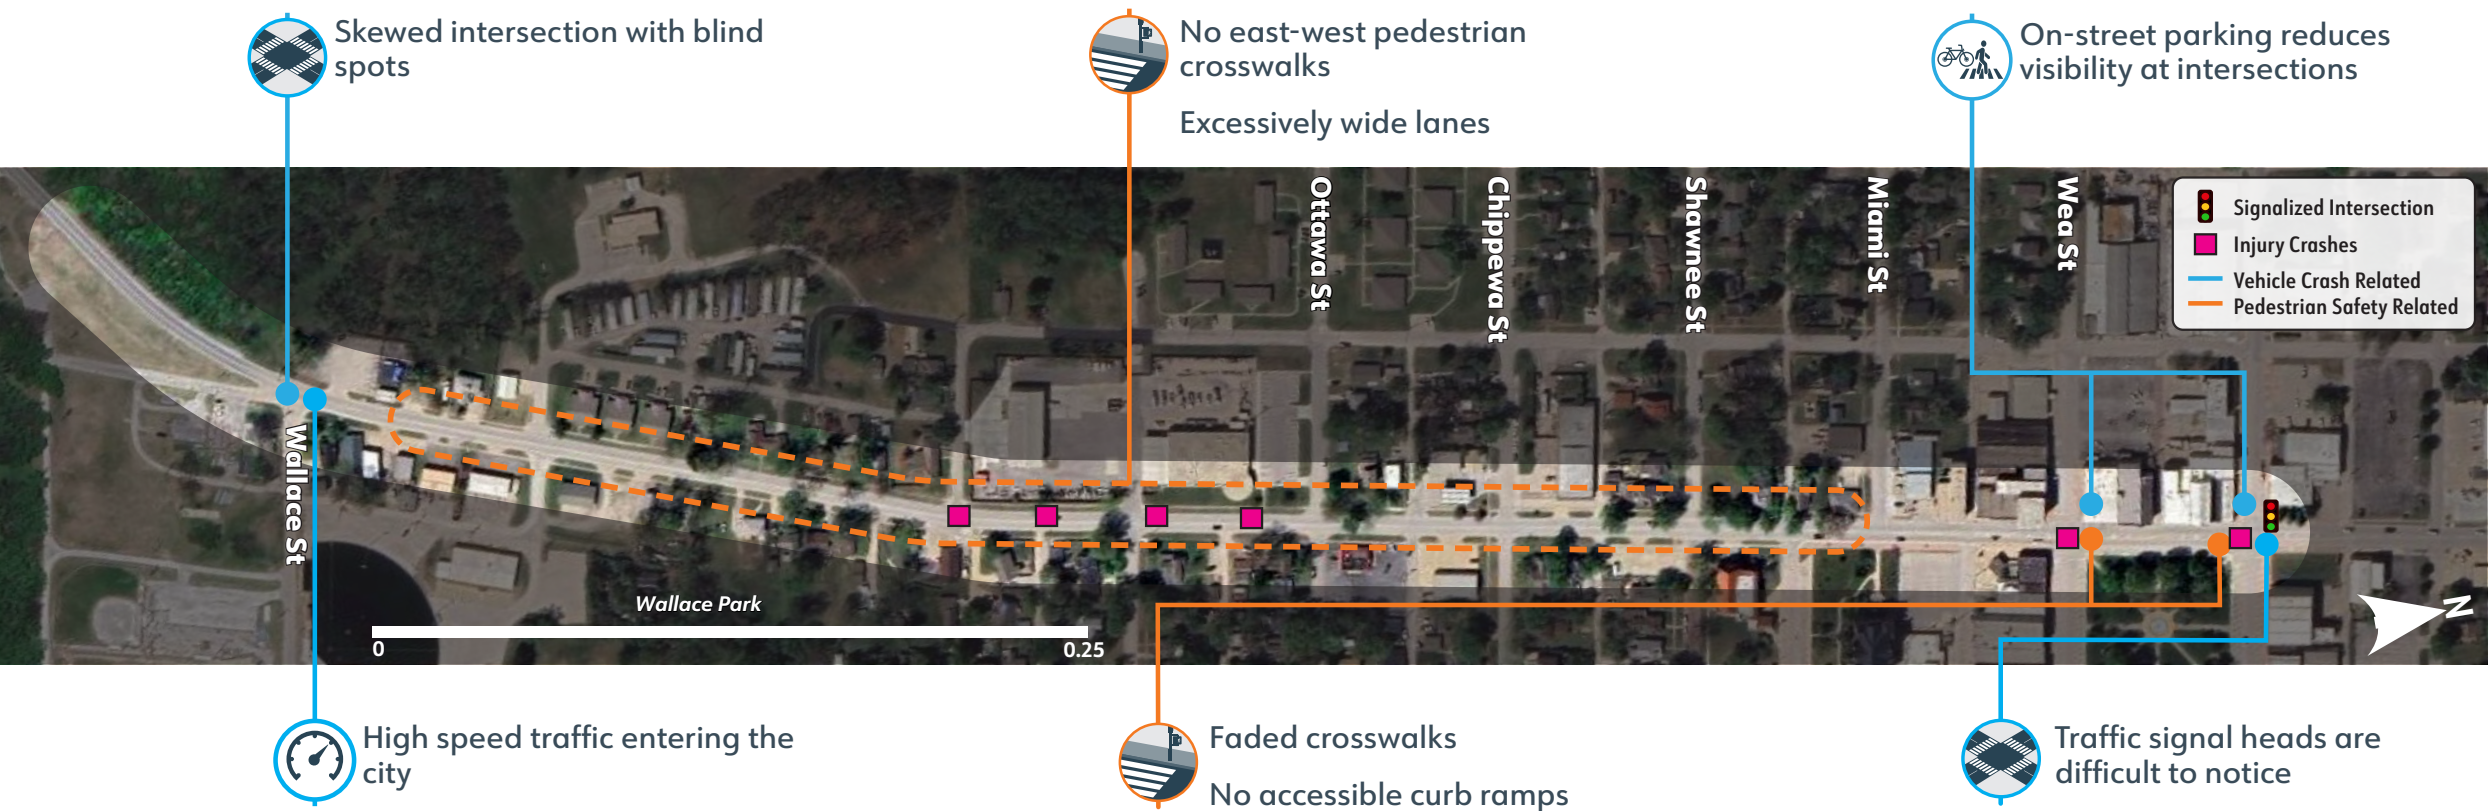 Skewed intersection with blind
spots
No east-west pedestrian
crosswalks
Excessively wide lanes
On-street parking reduces
visibility at intersections
Ottawa St
Chippewa St
Shawnee St
Miami St
Wea St
Signalized Intersection
Injury Crashes
Vehicle Crash Related
Pedestrian Safety Related
Wallace St
Wallace Park
0
0.25
N
High speed traffic entering the
city
Faded crosswalks
No accessible curb ramps
Traffic signal heads are
difficult to notice